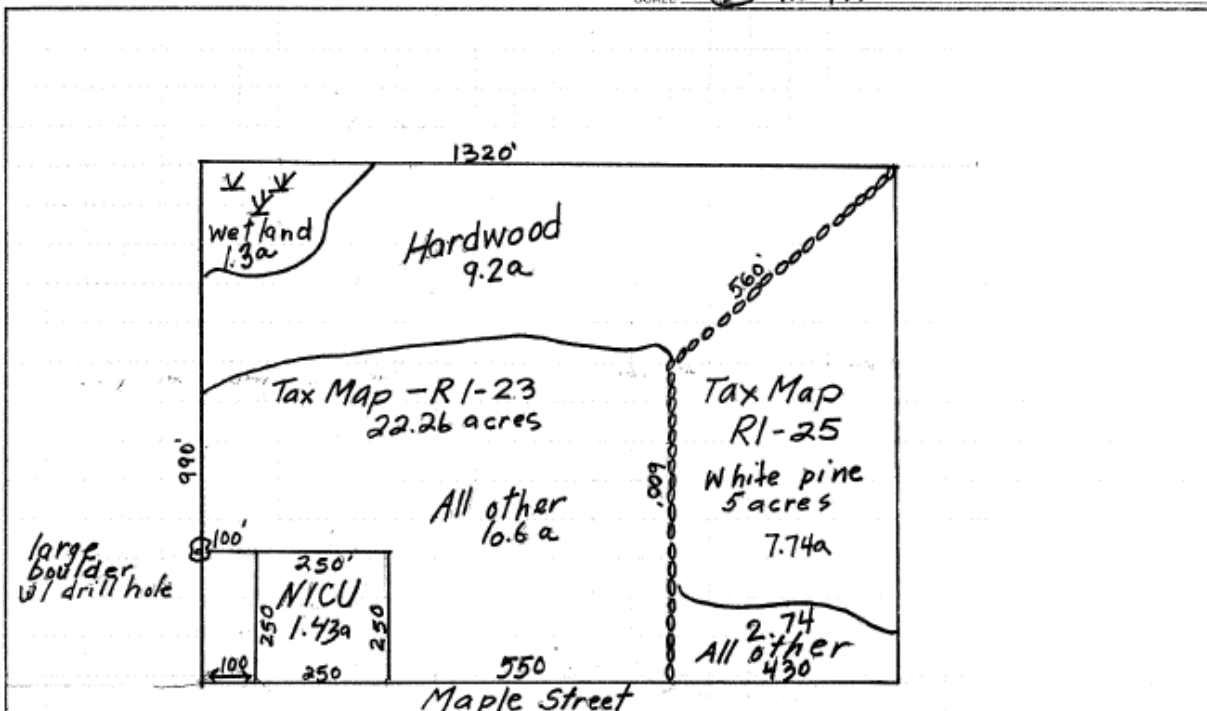 1320'
wetland
1.3a
Hardwood
9.2a
560'
Tax Map - R1-23
22.26 acres
Tax Map
R1-25
White pine
5 acres
7.74a
990'
600'
All other
10.6 a
large
boulder
w/ drill hole
100'
250'
NICU
1.43a
250
250
100
250
550
2.74
All other
430
Maple Street